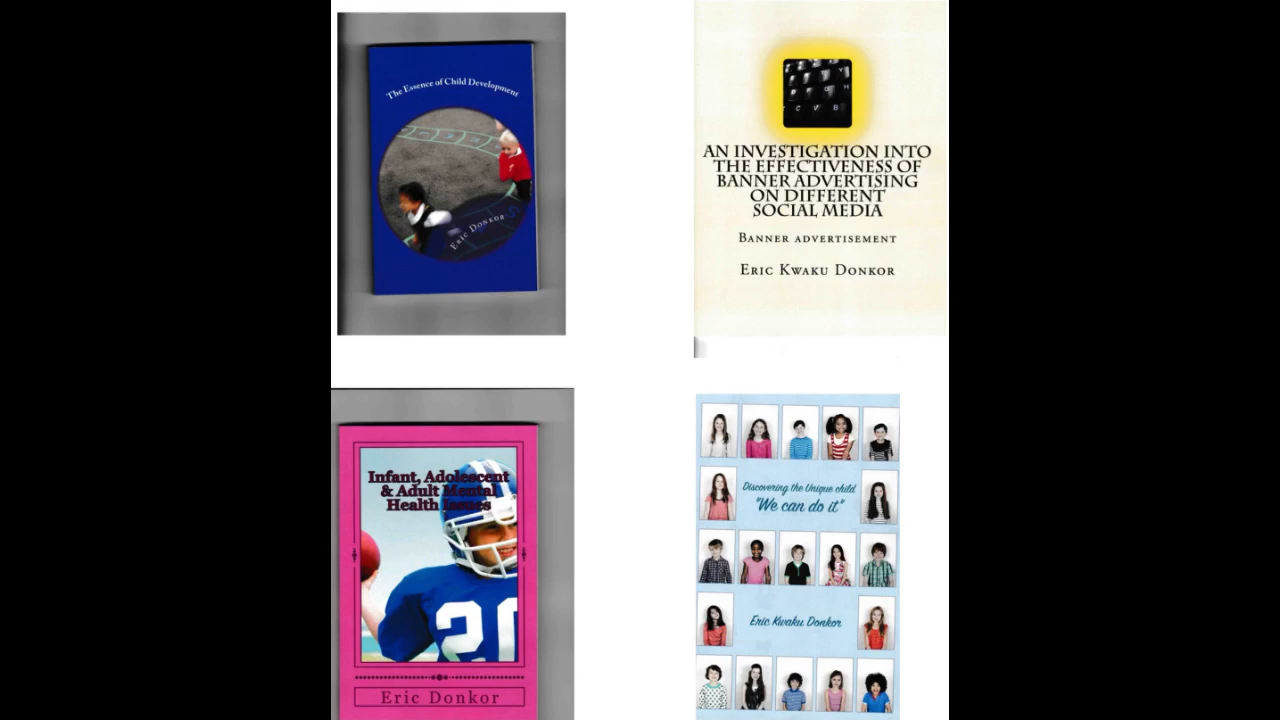 The Essence of Child Development
Eric Donkor
Y
D G H
C V B
AN INVESTIGATION INTO
THE EFFECTIVENESS OF
BANNER ADVERTISING
ON DIFFERENT
SOCIAL MEDIA
BANNER ADVERTISEMENT
ERIC KWAKU DONKOR
Infant, Adolescent
& Adult Mental
Health Issues
20
Eric Donkor
Discovering the Unique child
"We can do it"
Eric Kwaku Donkor